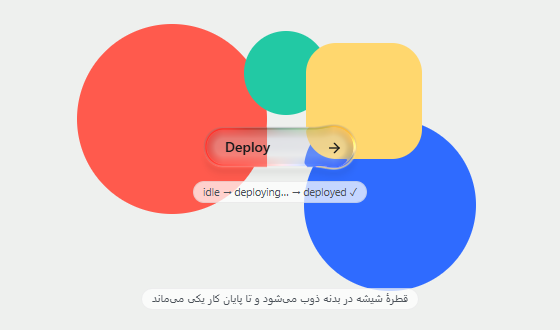 Deploy →
idle → deploying... → deployed ✓
قطرهٔ شیشه در بدنه ذوب می‌شود و تا پایان کار یکی می‌ماند